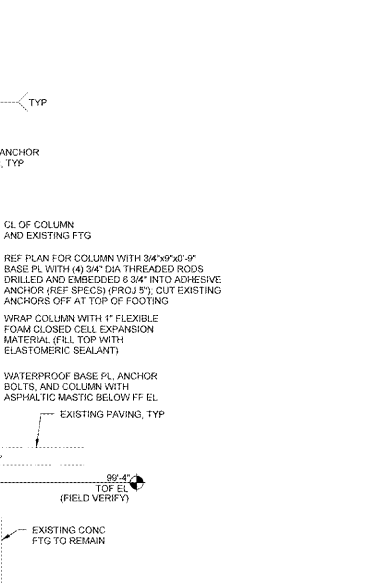 TYP
ANCHOR
, TYP
CL OF COLUMN
AND EXISTING FTG
REF PLAN FOR COLUMN WITH 3/4"x9"x0'-9"
BASE PL WITH (4) 3/4" DIA THREADED RODS
DRILLED AND EMBEDDED 6 3/4" INTO ADHESIVE
ANCHOR (REF SPECS) (PROJ 5"); CUT EXISTING
ANCHORS OFF AT TOP OF FOOTING
WRAP COLUMN WITH 1" FLEXIBLE
FOAM CLOSED CELL EXPANSION
MATERIAL (FILL TOP WITH
ELASTOMERIC SEALANT)
WATERPROOF BASE PL, ANCHOR
BOLTS, AND COLUMN WITH
ASPHALTIC MASTIC BELOW FF EL
EXISTING PAVING, TYP
99'-4"
TOF EL
(FIELD VERIFY)
EXISTING CONC
FTG TO REMAIN